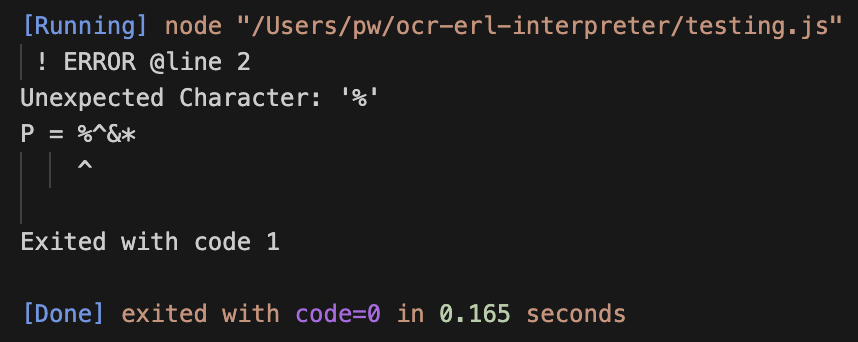 [Running] node "/Users/pw/ocr-erl-interpreter/testing.js"
! ERROR @line 2
Unexpected Character: '%'
P = %^&*
    ^
Exited with code 1
[Done] exited with code=0 in 0.165 seconds